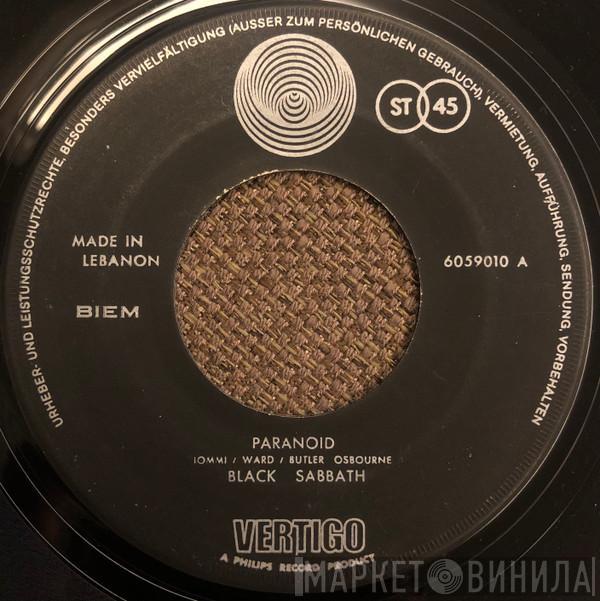 URHEBER- UND LEISTUNGSSCHUTZRECHTE, BESONDERS VERVIELFÄLTIGUNG (AUSSER ZUM PERSÖNLICHEN GEBRAUCH), VERMIETUNG, AUFFÜHRUNG, SENDUNG, VORBEHALTEN
ST 45
MADE IN
LEBANON
6059010 A
BIEM
PARANOID
IOMMI / WARD / BUTLER OSBOURNE
BLACK SABBATH
VERTIGO
A PHILIPS RECORD PRODUCT
МАРКЕТ ВИНИЛА